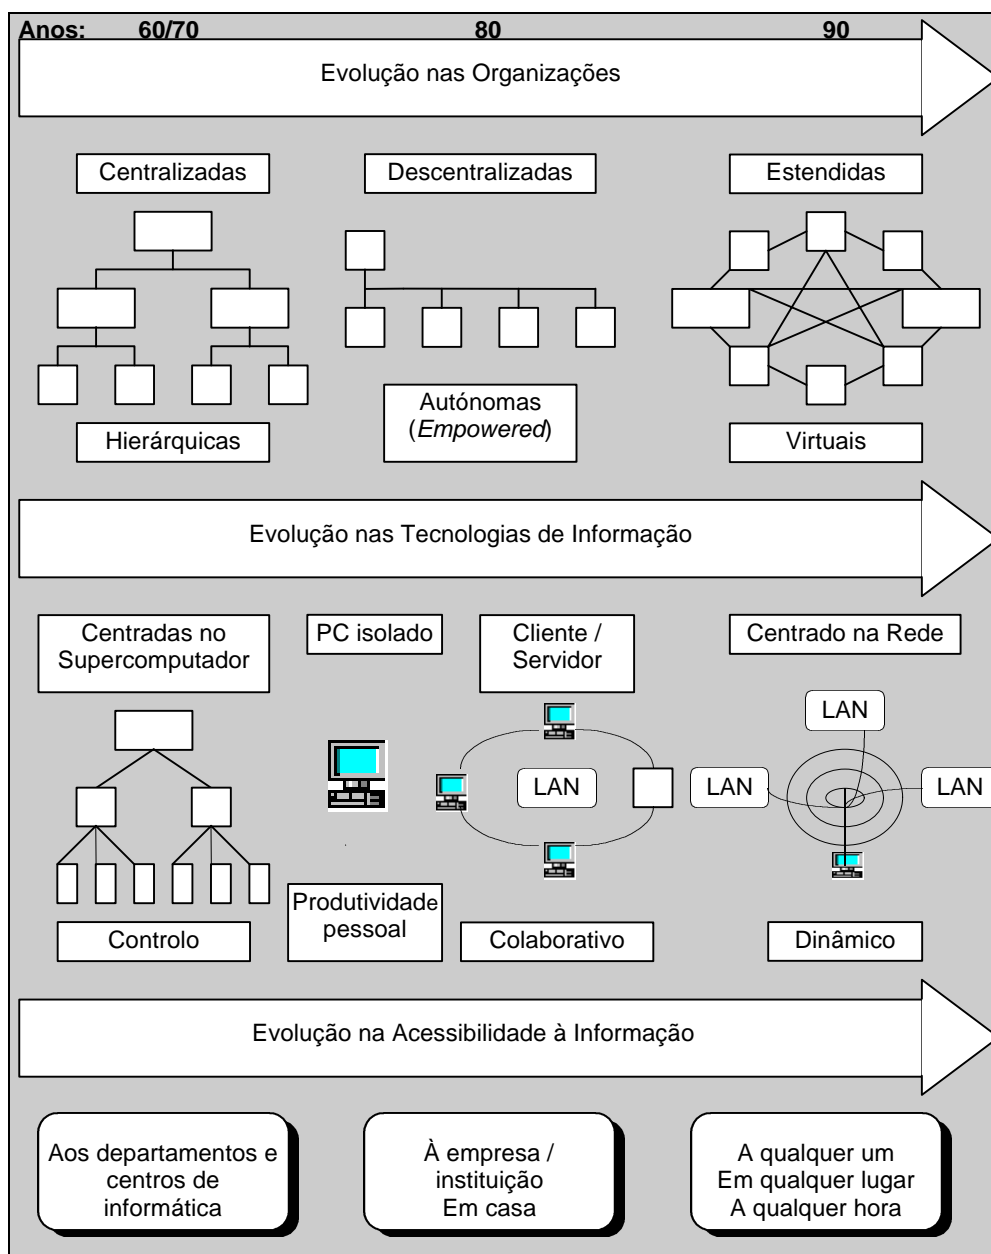 Anos: 60/70 80 90
Evolução nas Organizações
Centralizadas
Descentralizadas
Estendidas
Autónomas
(Empowered)
Hierárquicas
Virtuais
Evolução nas Tecnologias de Informação
Centradas no
Supercomputador
PC isolado
Cliente /
Servidor
Centrado na Rede
LAN
LAN
LAN
LAN
Produtividade
pessoal
Controlo
Colaborativo
Dinâmico
Evolução na Acessibilidade à Informação
Aos departamentos e
centros de
informática
À empresa /
instituição
Em casa
A qualquer um
Em qualquer lugar
A qualquer hora